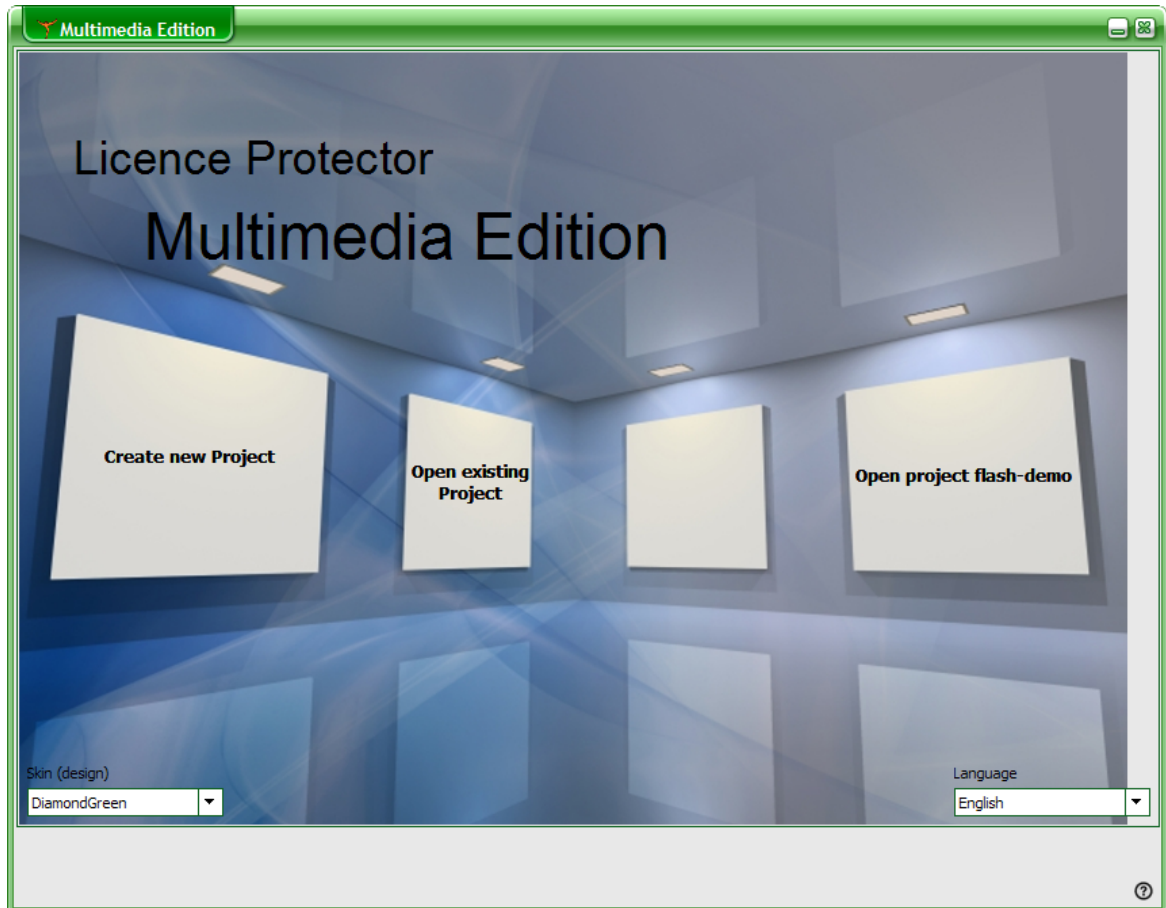 Multimedia Edition
Licence Protector
Multimedia Edition
Create new Project
Open existing
Project
Open project flash-demo
Skin (design)
DiamondGreen
Language
English